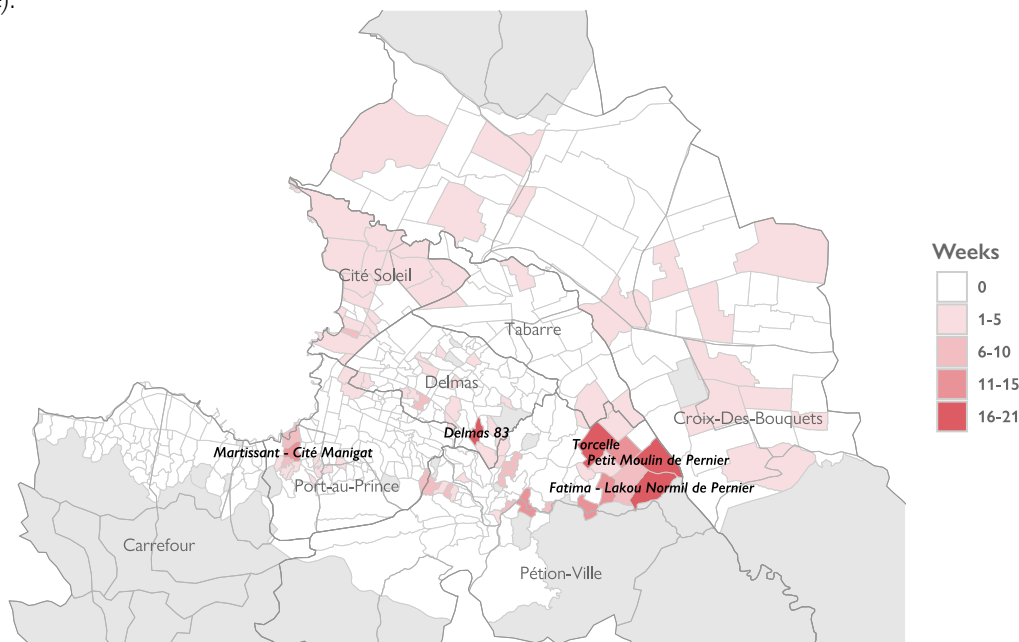 ).
Weeks
0
1-5
6-10
11-15
16-21
Cité Soleil
Tabarre
Delmas
Croix-Des-Bouquets
Delmas 83
Torcelle
Martissant - Cité Manigat
Petit Moulin de Pernier
Port-au-Prince
Fatima - Lakou Normil de Pernier
Carrefour
Pétion-Ville